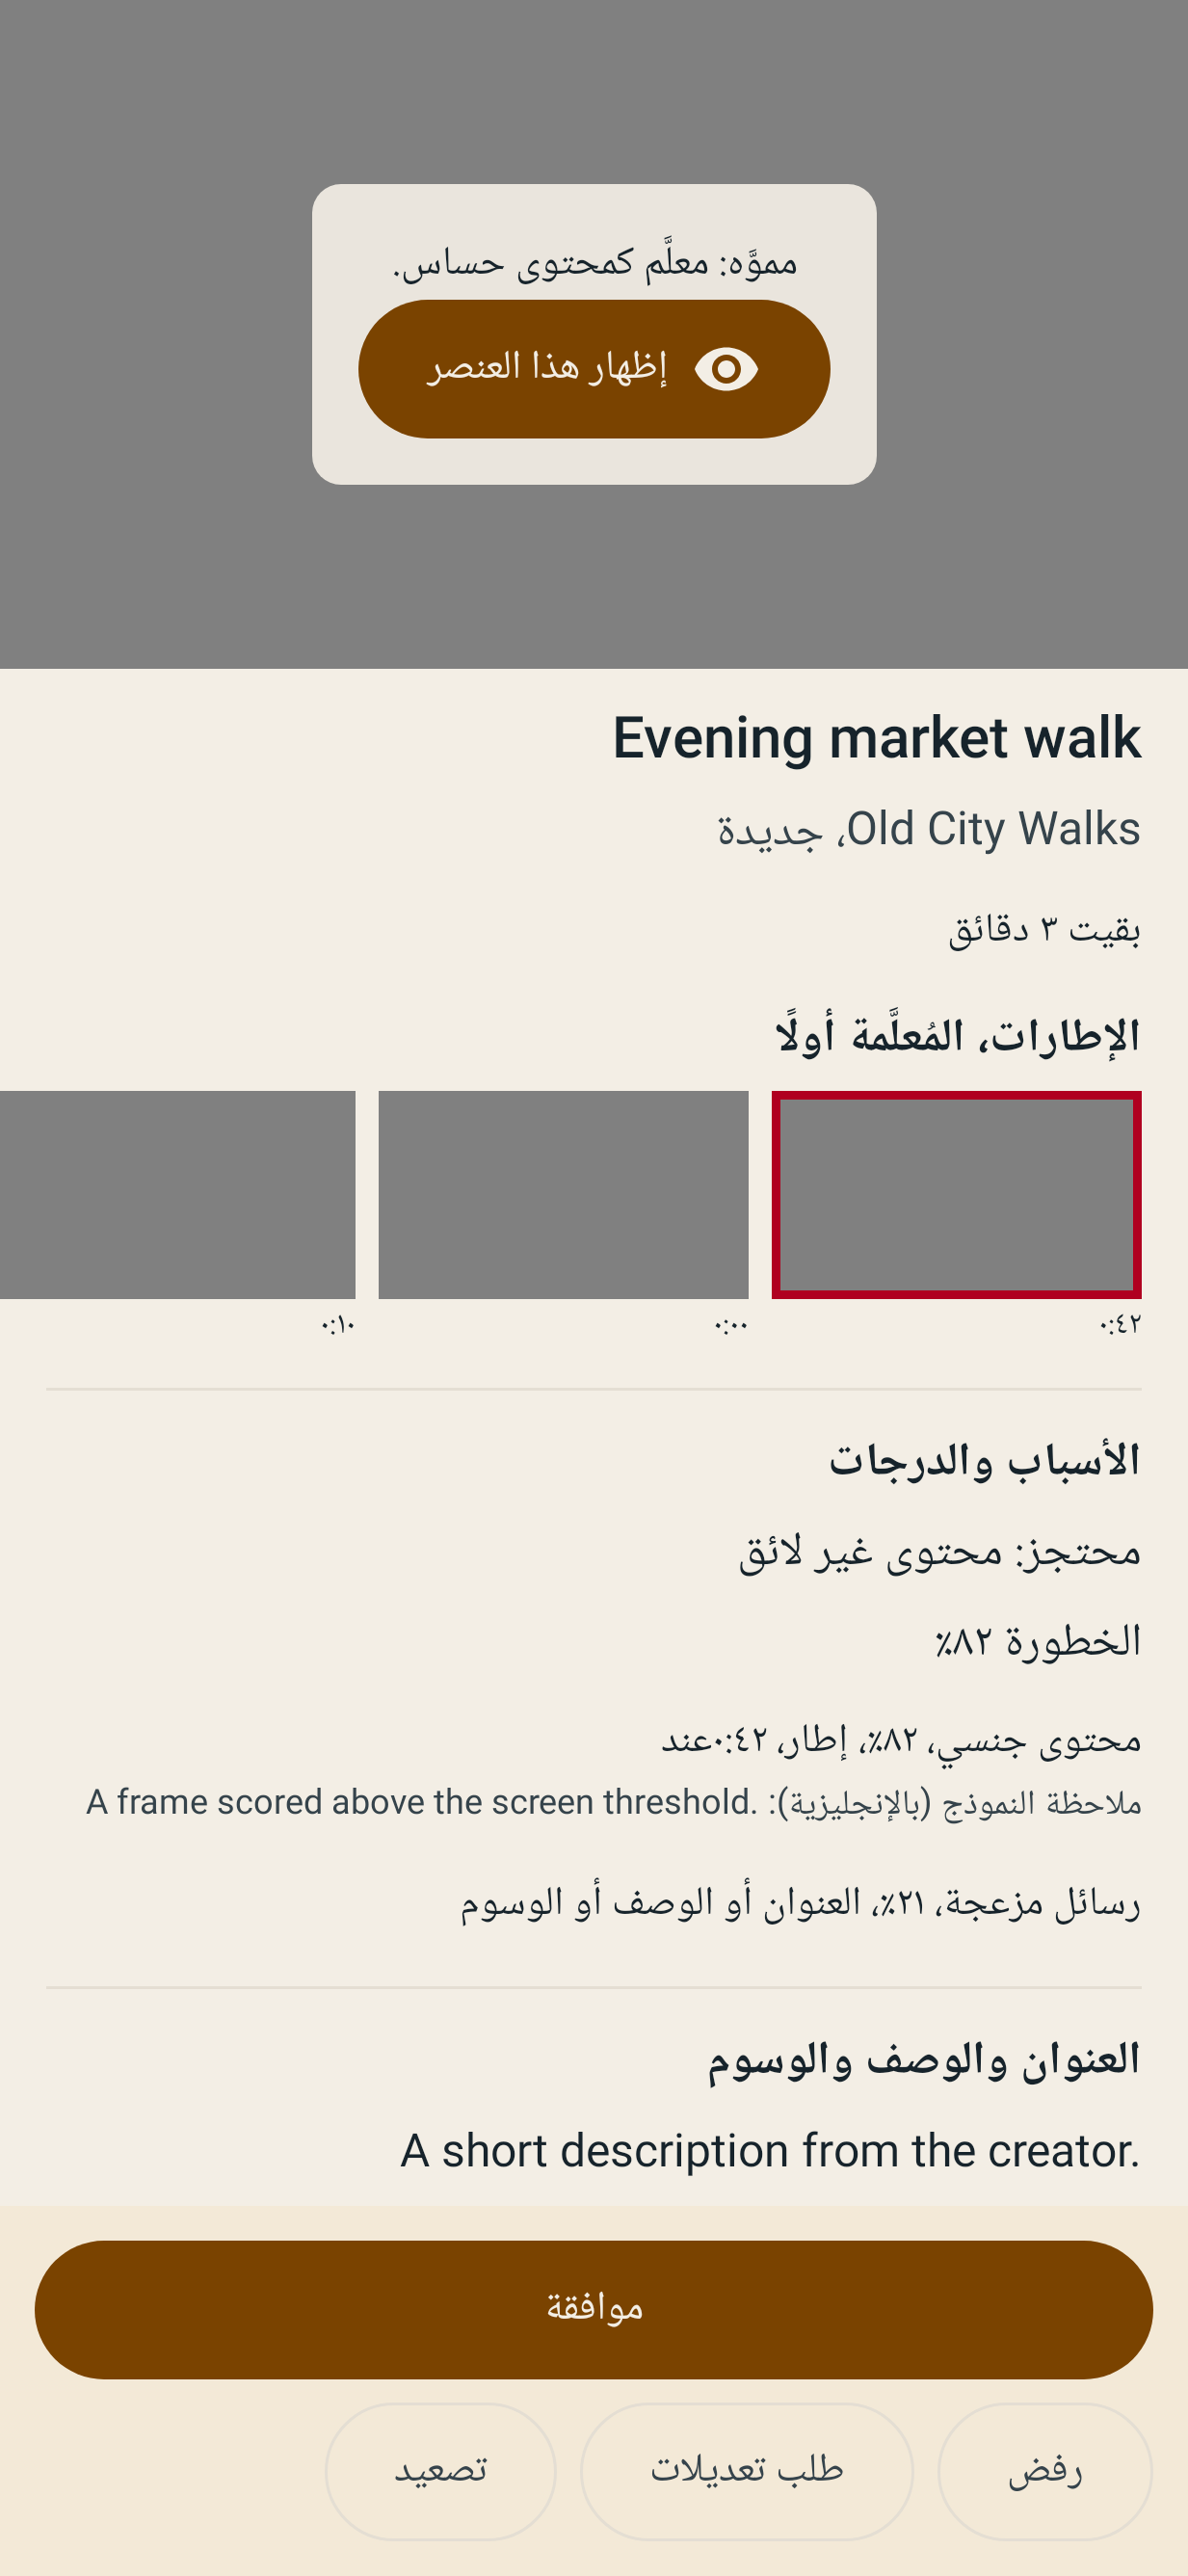 مموَّه: معلَّم كمحتوى حساس.
إظهار هذا العنصر
Evening market walk
Old City Walks، جديدة
بقيت ٣ دقائق
الإطارات، المُعلَّمة أولًا
٠:٤٢
٠:٠٠
٠:١٠
الأسباب والدرجات
محتجز: محتوى غير لائق
الخطورة ٨٢٪
محتوى جنسي، ٨٢٪، إطار، ٠:٤٢عند
ملاحظة النموذج (بالإنجليزية): A frame scored above the screen threshold.
رسائل مزعجة، ٢١٪، العنوان أو الوصف أو الوسوم
العنوان والوصف والوسوم
A short description from the creator.
موافقة
رفض
طلب تعديلات
تصعيد